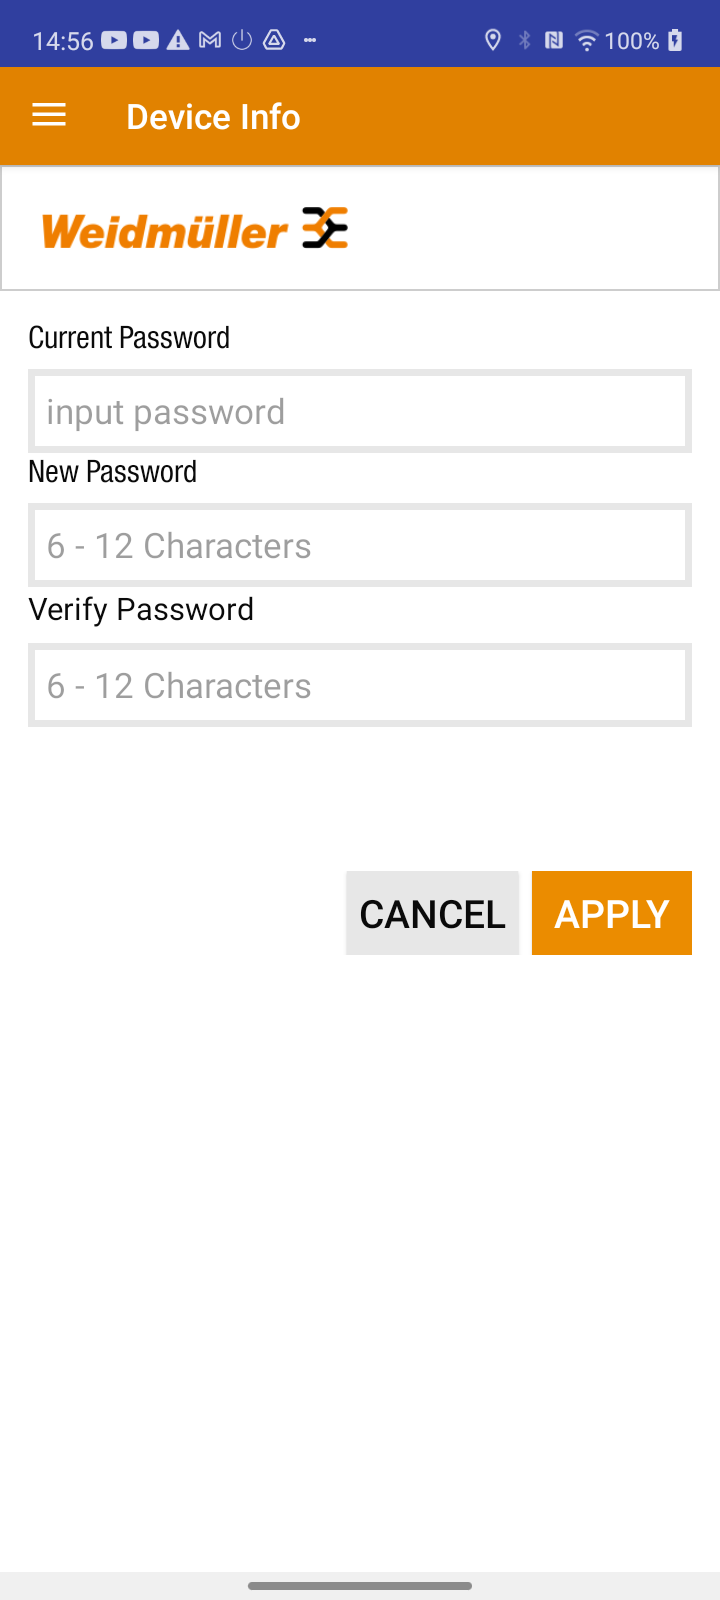 14:56 100%
Device Info
Weidmüller
Current Password
input password
New Password
6 - 12 Characters
Verify Password
6 - 12 Characters
CANCEL APPLY